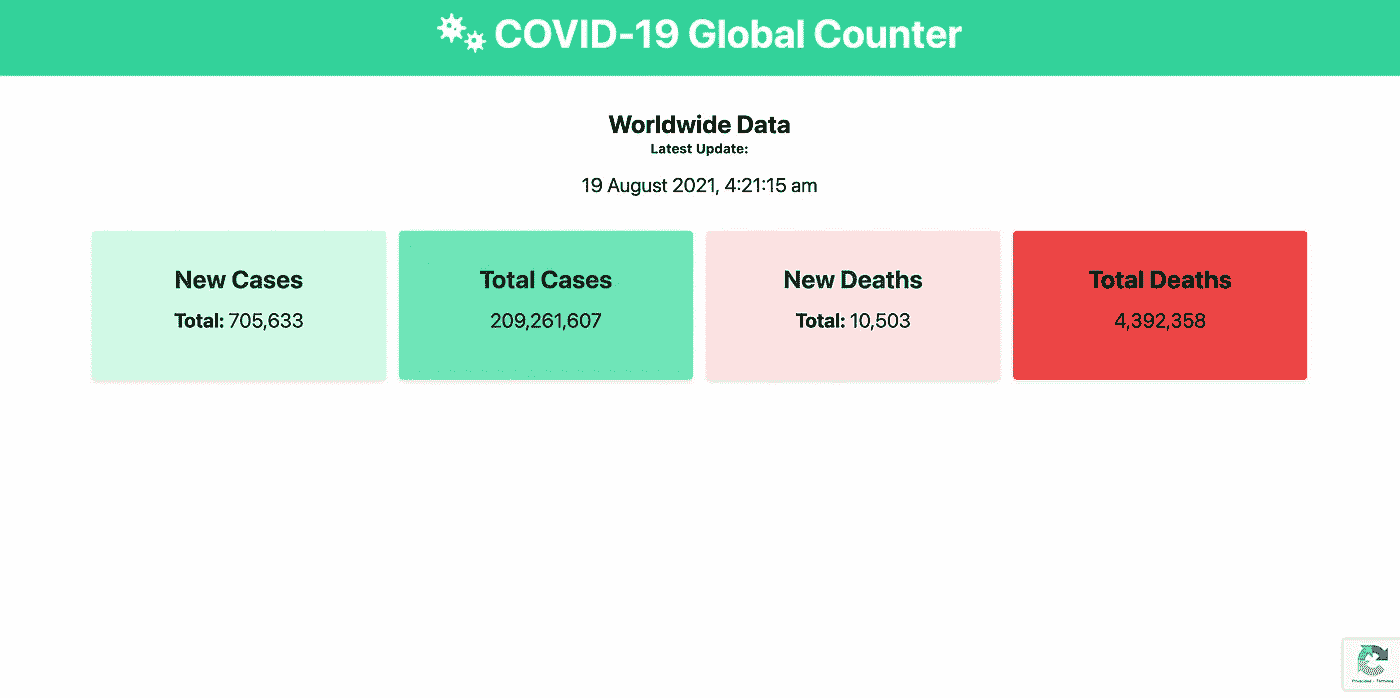 COVID-19 Global Counter
Worldwide Data
Latest Update:
19 August 2021, 4:21:15 am
New Cases
Total: 705,633
Total Cases
209,261,607
New Deaths
Total: 10,503
Total Deaths
4,392,358